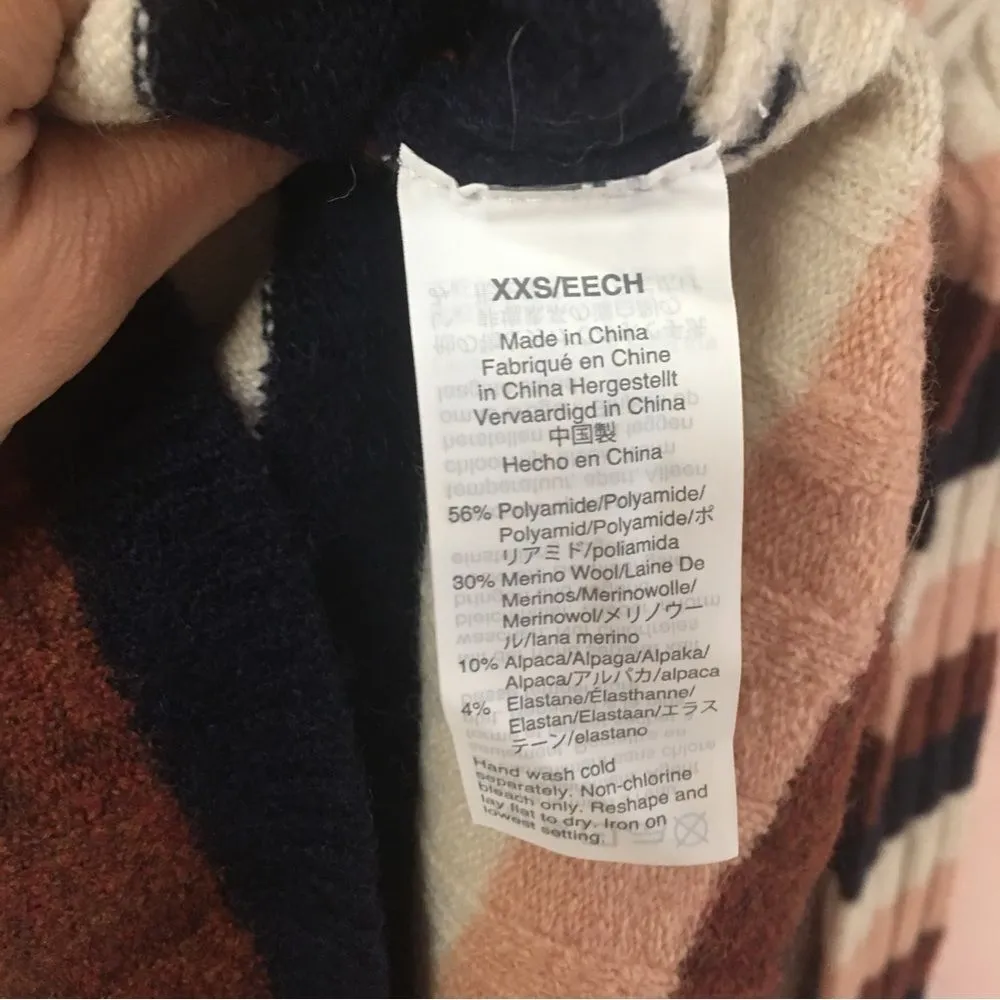 XXS/EECH
Made in China
Fabriqué en Chine
in China Hergestellt
Vervaardigd in China
中国製
Hecho en China
56% Polyamide/Polyamide/
Polyamid/Polyamide/ポ
リアミド/poliamida
30% Merino Wool/Laine De
Merinos/Merinowolle/
Merinowol/メリノウー
ル/lana merino
10% Alpaca/Alpaga/Alpaka/
Alpaca/アルパカ/alpaca
4% Elastane/Élasthanne/
Elastan/Elastaan/エラス
テーン/elastano
Hand wash cold
separately. Non-chlorine
bleach only. Reshape and
lay flat to dry. Iron on
lowest setting.